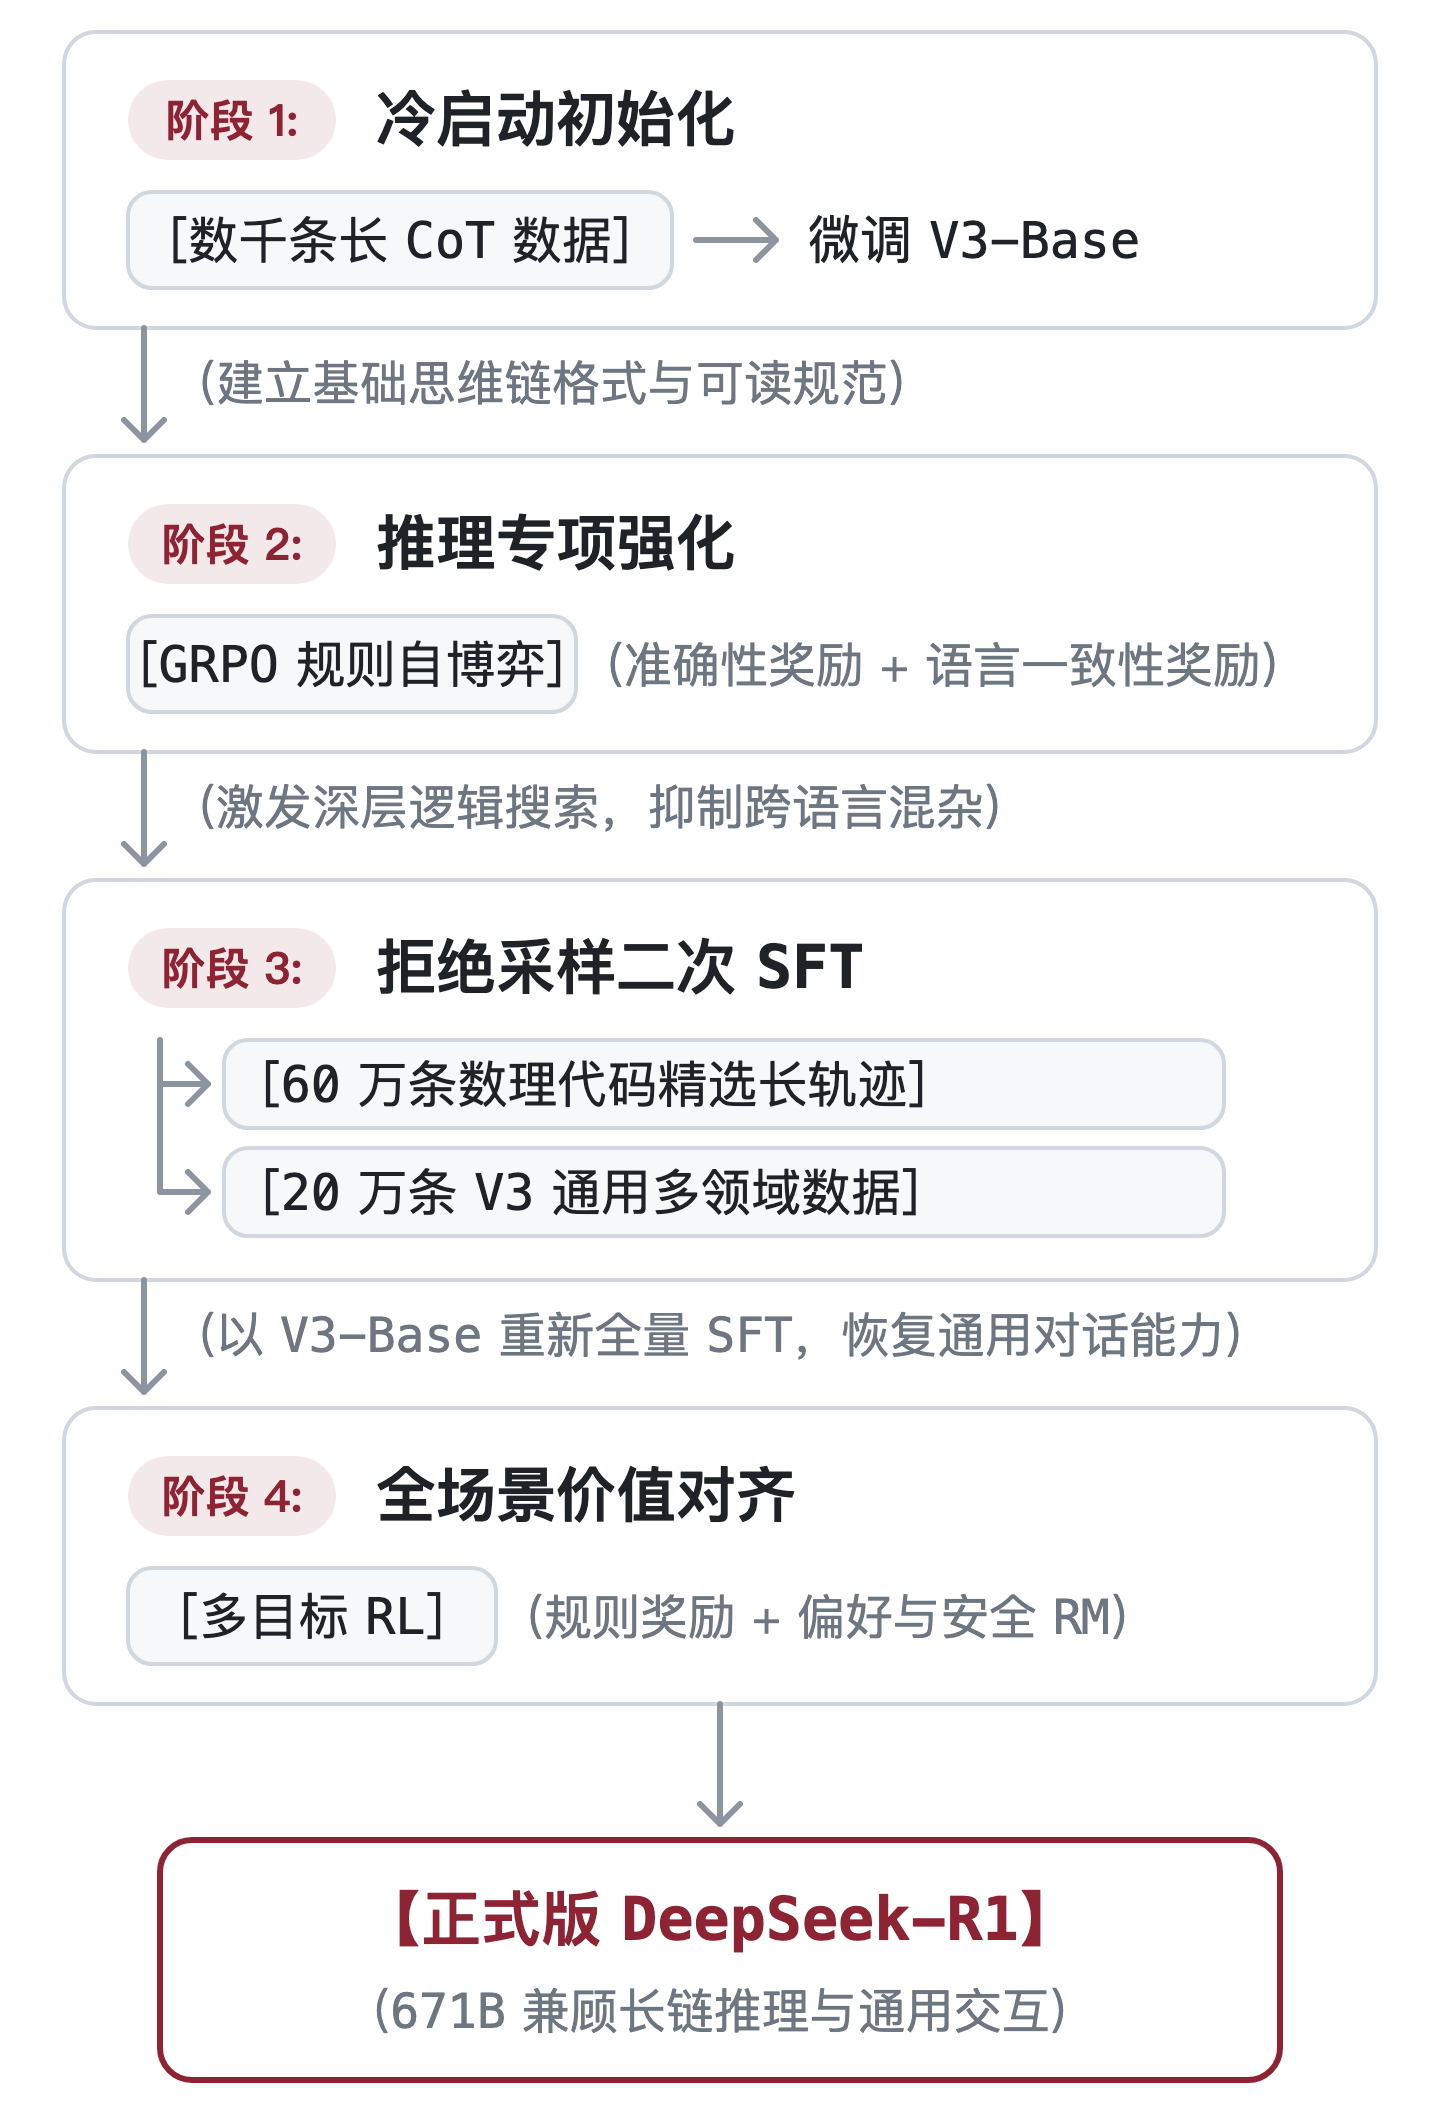 阶段 1: 冷启动初始化
[数千条长 CoT 数据] 微调 V3-Base
(建立基础思维链格式与可读规范)
阶段 2: 推理专项强化
[GRPO 规则自博弈] (准确性奖励 + 语言一致性奖励)
(激发深层逻辑搜索，抑制跨语言混杂)
阶段 3: 拒绝采样二次 SFT
[60 万条数理代码精选长轨迹]
[20 万条 V3 通用多领域数据]
(以 V3-Base 重新全量 SFT，恢复通用对话能力)
阶段 4: 全场景价值对齐
[多目标 RL] (规则奖励 + 偏好与安全 RM)
【正式版 DeepSeek-R1】
(671B 兼顾长链推理与通用交互)